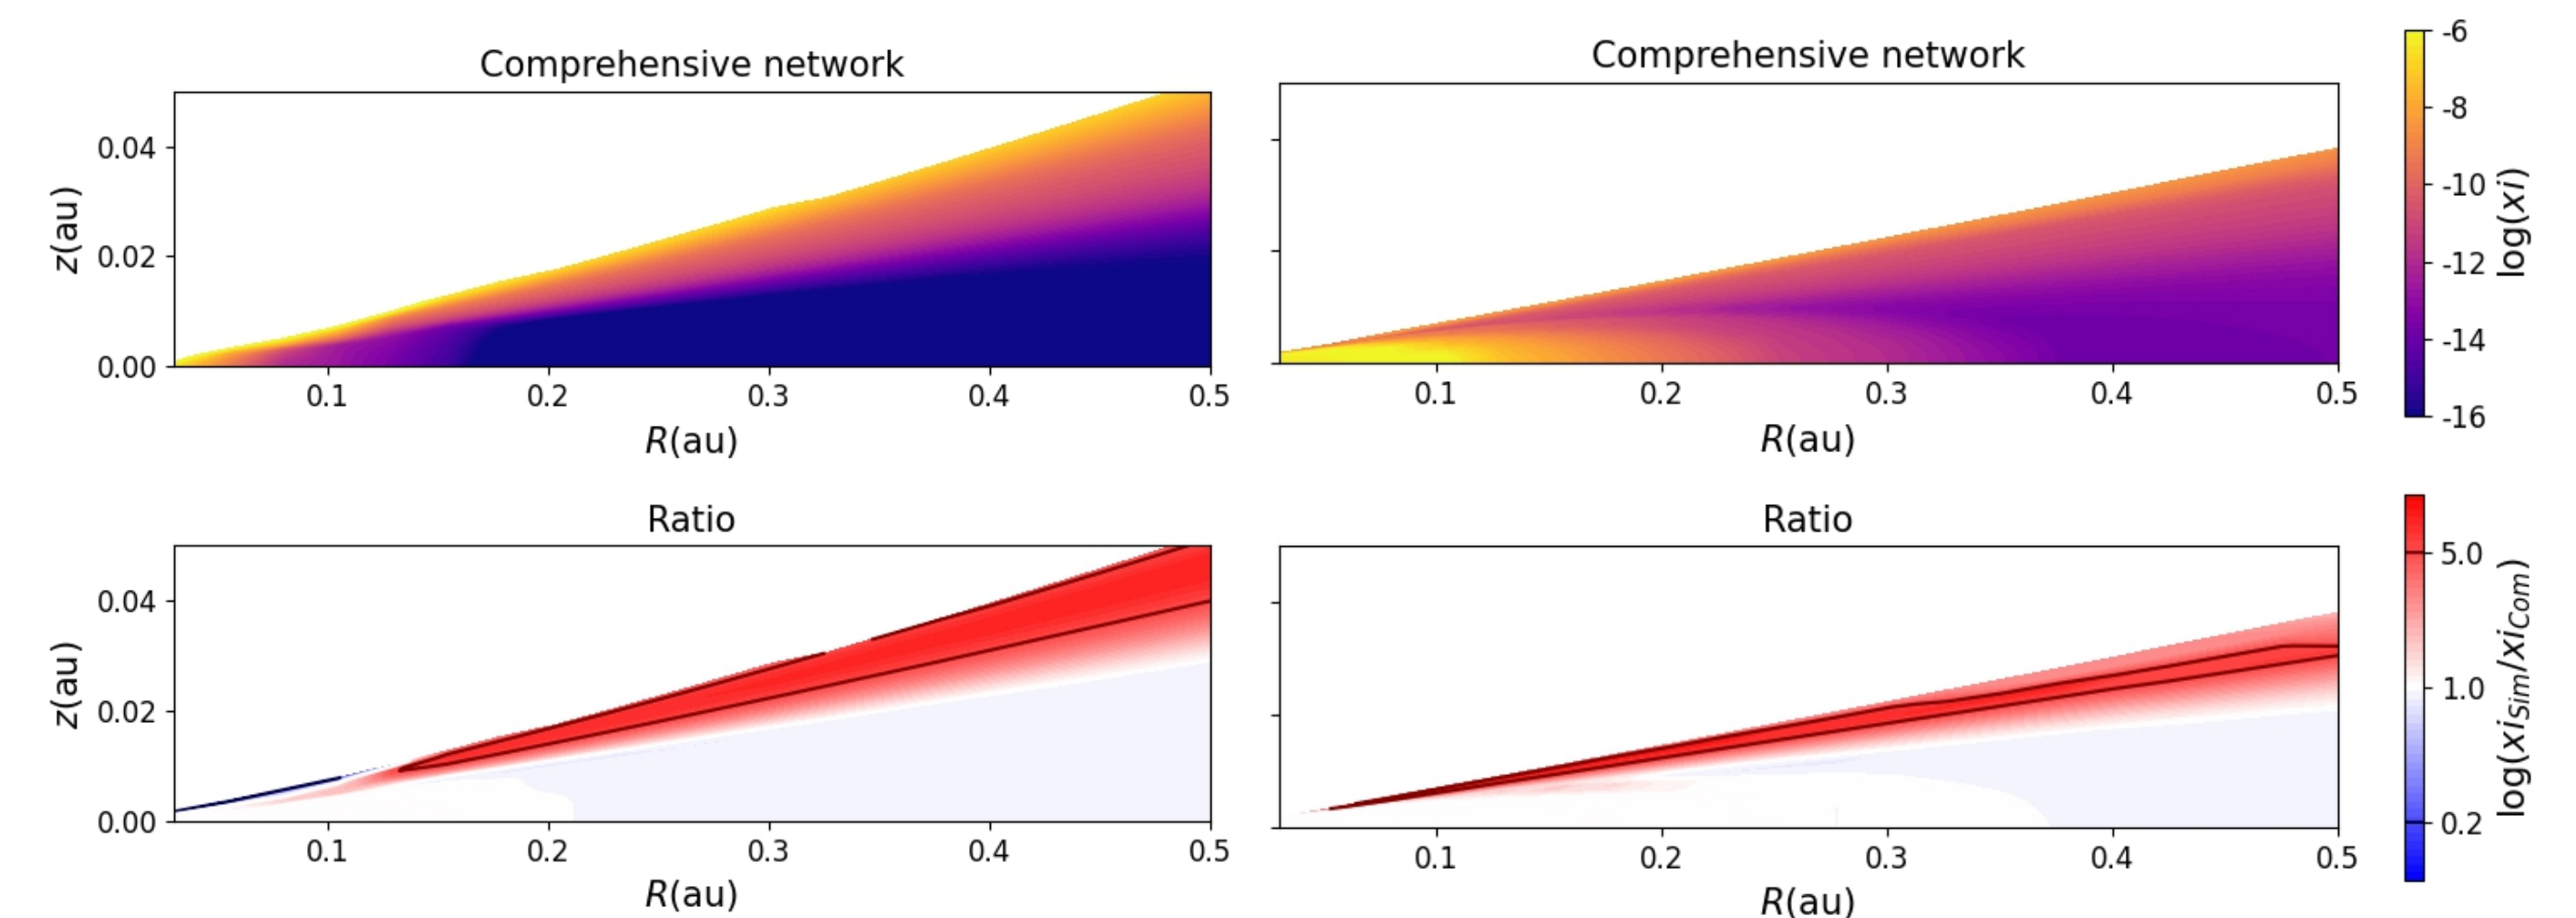 Comprehensive network
Comprehensive network
z(au)
0.04
0.02
0.00
0.1 0.2 0.3 0.4 0.5
R(au)
0.1 0.2 0.3 0.4 0.5
R(au)
-6
-8
-10
-12
-14
-16
log(xi)
Ratio
Ratio
z(au)
0.04
0.02
0.00
0.1 0.2 0.3 0.4 0.5
R(au)
0.1 0.2 0.3 0.4 0.5
R(au)
5.0
1.0
0.2
log(xi_Sim/xi_Com)